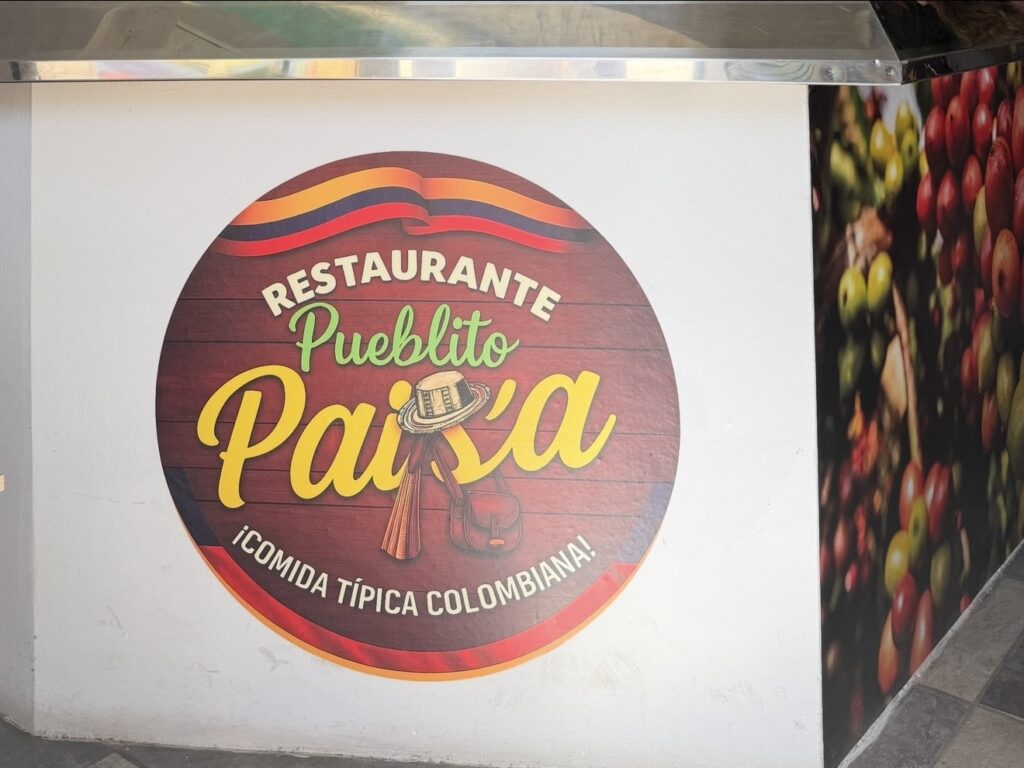 RESTAURANTE
Pueblito
Paisa
¡COMIDA TÍPICA COLOMBIANA!